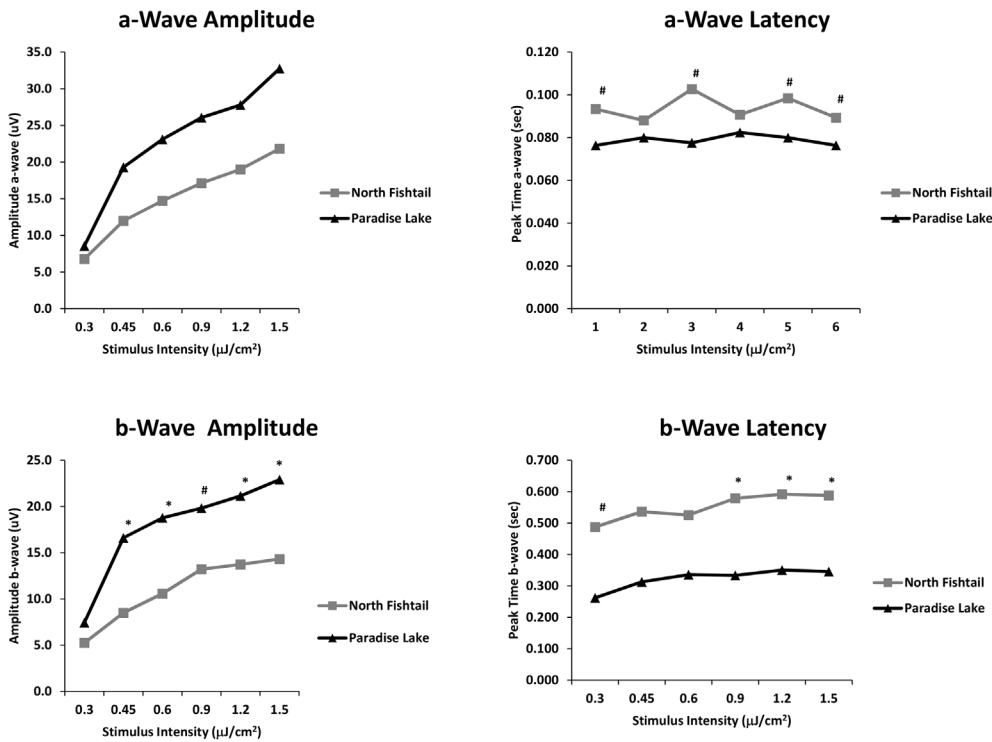 a-Wave Amplitude
35.0
30.0
25.0
20.0
15.0
10.0
5.0
0.0
Amplitude a-wave (uV)
0.3 0.45 0.6 0.9 1.2 1.5
Stimulus Intensity (μJ/cm²)
North Fishtail
Paradise Lake
a-Wave Latency
0.120
0.100
0.080
0.060
0.040
0.020
0.000
Peak Time a-wave (sec)
# # # #
1 2 3 4 5 6
Stimulus Intensity (μJ/cm²)
North Fishtail
Paradise Lake
b-Wave Amplitude
25.0
20.0
15.0
10.0
5.0
0.0
Amplitude b-wave (uV)
* * # * *
0.3 0.45 0.6 0.9 1.2 1.5
Stimulus Intensity (μJ/cm²)
North Fishtail
Paradise Lake
b-Wave Latency
0.700
0.600
0.500
0.400
0.300
0.200
0.100
0.000
Peak Time b-wave (sec)
# * * *
0.3 0.45 0.6 0.9 1.2 1.5
Stimulus Intensity (μJ/cm²)
North Fishtail
Paradise Lake